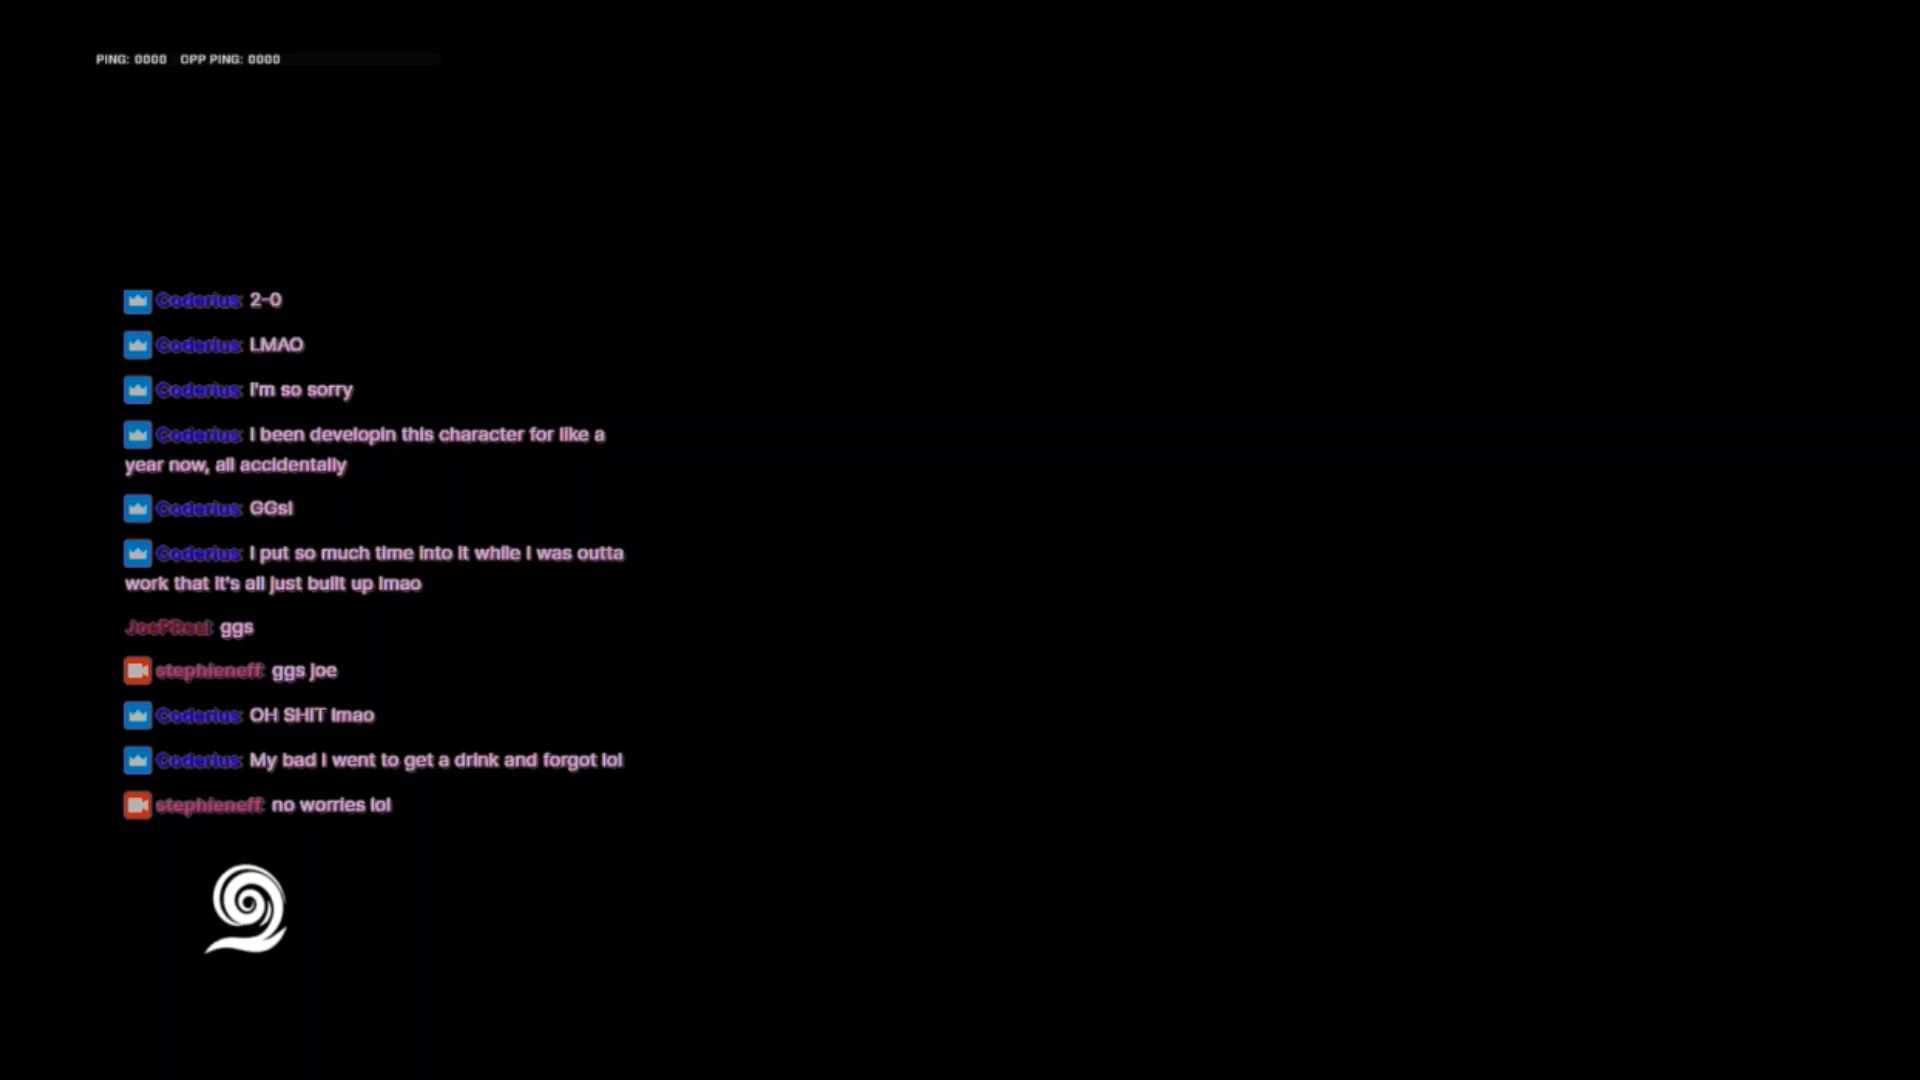 PING: 0000 OPP PING: 0000
Coderius: 2-0
Coderius: LMAO
Coderius: I'm so sorry
Coderius: I been developin this character for like a
year now, all accidentally
Coderius: GGs!
Coderius: I put so much time into it while I was outta
work that it's all just built up lmao
JoePReal: ggs
stephieneff: ggs joe
Coderius: OH SHIT lmao
Coderius: My bad I went to get a drink and forgot lol
stephieneff: no worries lol